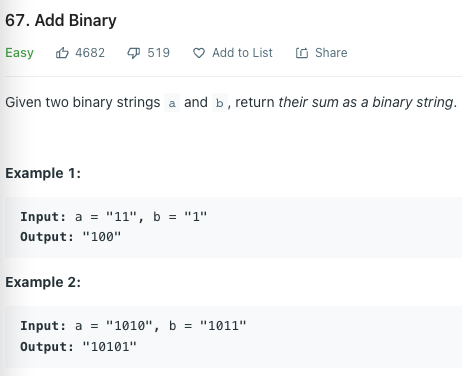 67. Add Binary
Easy 4682 519 Add to List Share
Given two binary strings a and b, return their sum as a binary string.
Example 1:
Input: a = "11", b = "1"
Output: "100"
Example 2:
Input: a = "1010", b = "1011"
Output: "10101"